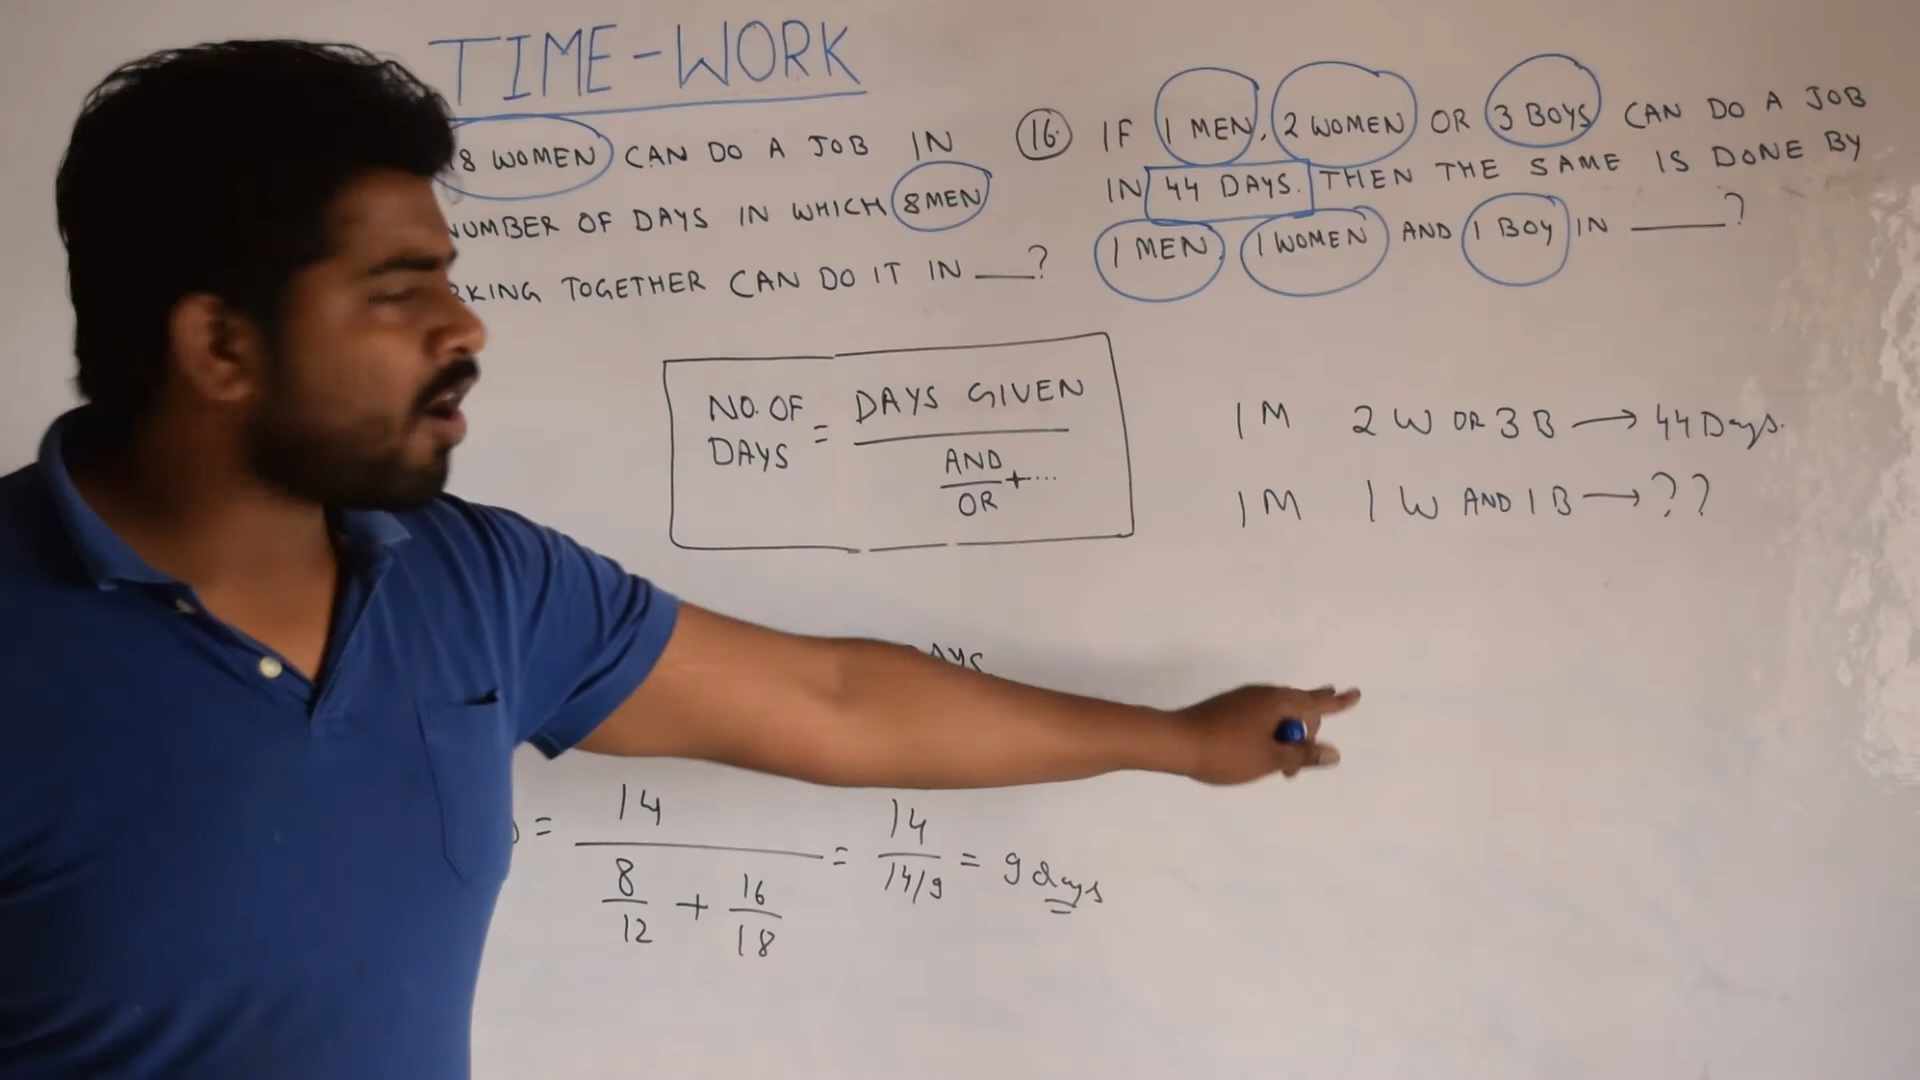 TIME-WORK
8 WOMEN CAN DO A JOB IN
NUMBER OF DAYS IN WHICH 8 MEN
TOGETHER CAN DO IT IN ___?
16. IF 1 MEN, 2 WOMEN OR 3 BOYS CAN DO A JOB
IN 44 DAYS. THEN THE SAME IS DONE BY
1 MEN, 1 WOMEN AND 1 BOY IN ___?
NO. OF DAYS = DAYS GIVEN / AND/OR + ....
1 M 2 W OR 3 B → 44 Days.
1 M 1 W AND 1 B → ??
= 14 / 8/12 + 16/18 = 14 / 14/9 = 9 days